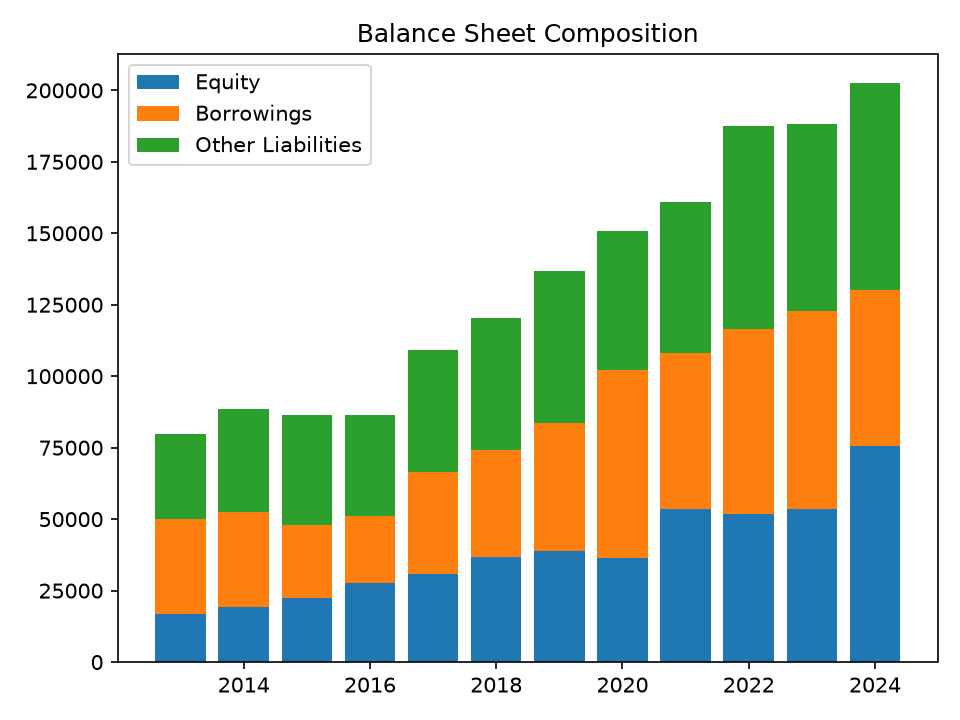 Balance Sheet Composition
Equity
Borrowings
Other Liabilities
200000
175000
150000
125000
100000
75000
50000
25000
0
2014 2016 2018 2020 2022 2024